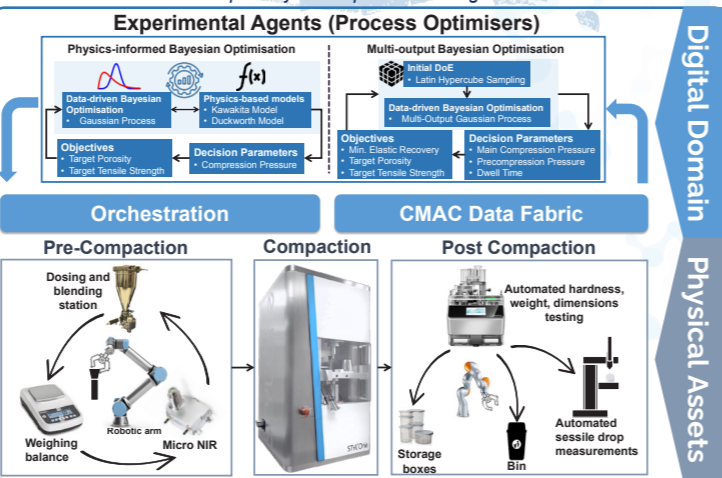 Experimental Agents (Process Optimisers)
Physics-informed Bayesian Optimisation
f(x)
Data-driven Bayesian
Optimisation
• Gaussian Process
Physics-based models
• Kawakita Model
• Duckworth Model
Objectives
• Target Porosity
• Target Tensile Strength
Decision Parameters
• Compression Pressure
Multi-output Bayesian Optimisation
Initial DoE
• Latin Hypercube Sampling
Data-driven Bayesian Optimisation
• Multi-Output Gaussian Process
Objectives
• Min. Elastic Recovery
• Target Porosity
• Target Tensile Strength
Decision Parameters
• Main Compression Pressure
• Precompression Pressure
• Dwell Time
Digital Domain
Orchestration
CMAC Data Fabric
Pre-Compaction
Dosing and
blending
station
Robotic arm
Micro NIR
Weighing
balance
Compaction
STYL'One
Post Compaction
Automated hardness,
weight, dimensions
testing
Storage
boxes
Bin
Automated
sessile drop
measurements
Physical Assets